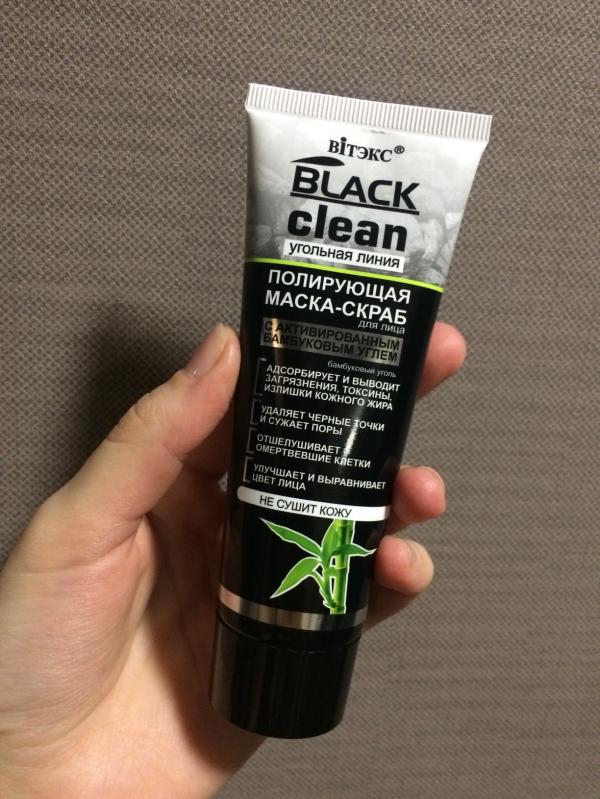 ВіТЭКС®
BLACK
clean
УГОЛЬНАЯ ЛИНИЯ
ПОЛИРУЮЩАЯ
МАСКА-СКРАБ
для лица
С АКТИВИРОВАННЫМ
БАМБУКОВЫМ УГЛЕМ
бамбуковый уголь
АДСОРБИРУЕТ И ВЫВОДИТ
ЗАГРЯЗНЕНИЯ, ТОКСИНЫ,
ИЗЛИШКИ КОЖНОГО ЖИРА
УДАЛЯЕТ ЧЕРНЫЕ ТОЧКИ
И СУЖАЕТ ПОРЫ
ОТШЕЛУШИВАЕТ
ОМЕРТВЕВШИЕ КЛЕТКИ
УЛУЧШАЕТ И ВЫРАВНИВАЕТ
ЦВЕТ ЛИЦА
НЕ СУШИТ КОЖУ